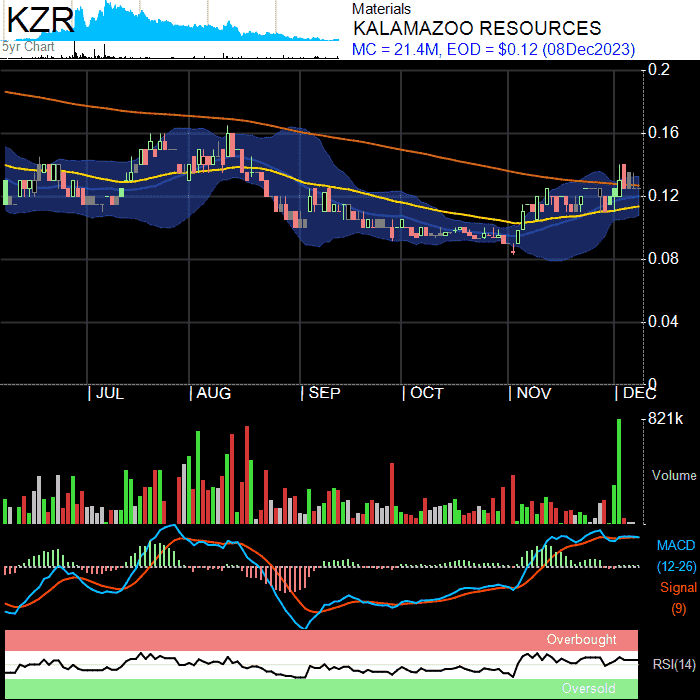 KZR
5yr Chart
Materials
KALAMAZOO RESOURCES
MC = 21.4M, EOD = $0.12 (08Dec2023)
0.2
0.16
0.12
0.08
0.04
0
JUL AUG SEP OCT NOV DEC
821k
Volume
MACD
(12-26)
Signal
(9)
Overbought
RSI(14)
Oversold